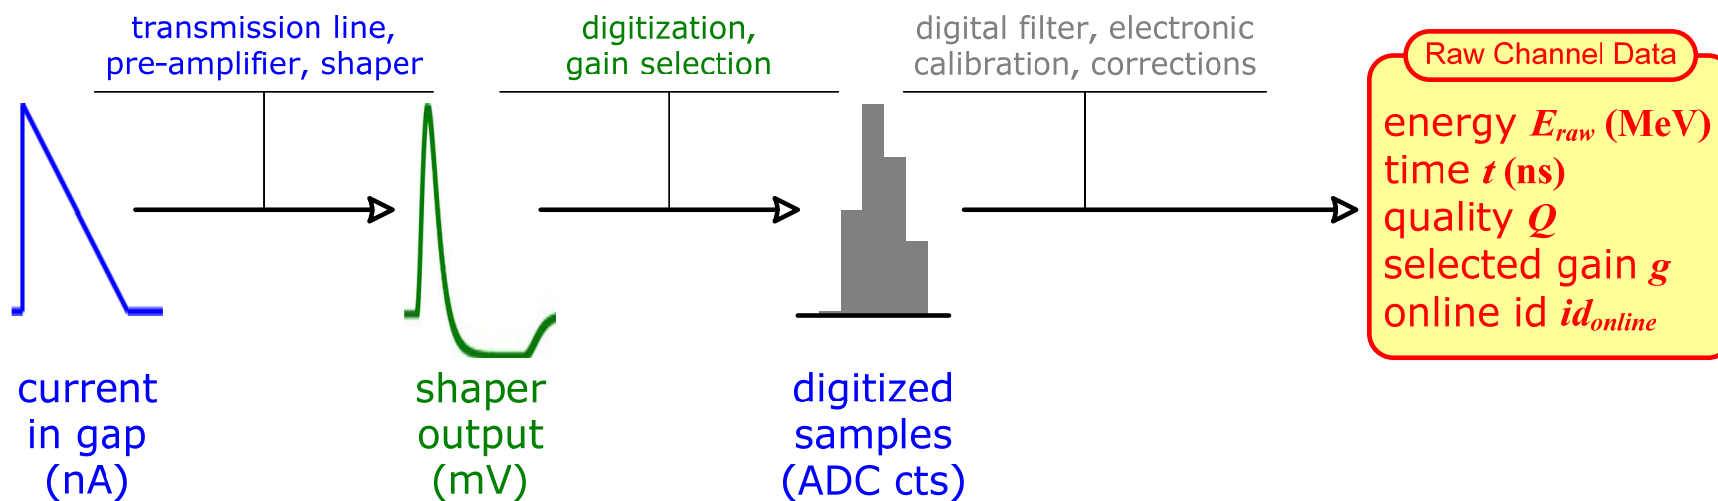 transmission line,
pre-amplifier, shaper
digitization,
gain selection
digital filter, electronic
calibration, corrections
Raw Channel Data
energy E_raw (MeV)
time t (ns)
quality Q
selected gain g
online id id_online
current
in gap
(nA)
shaper
output
(mV)
digitized
samples
(ADC cts)